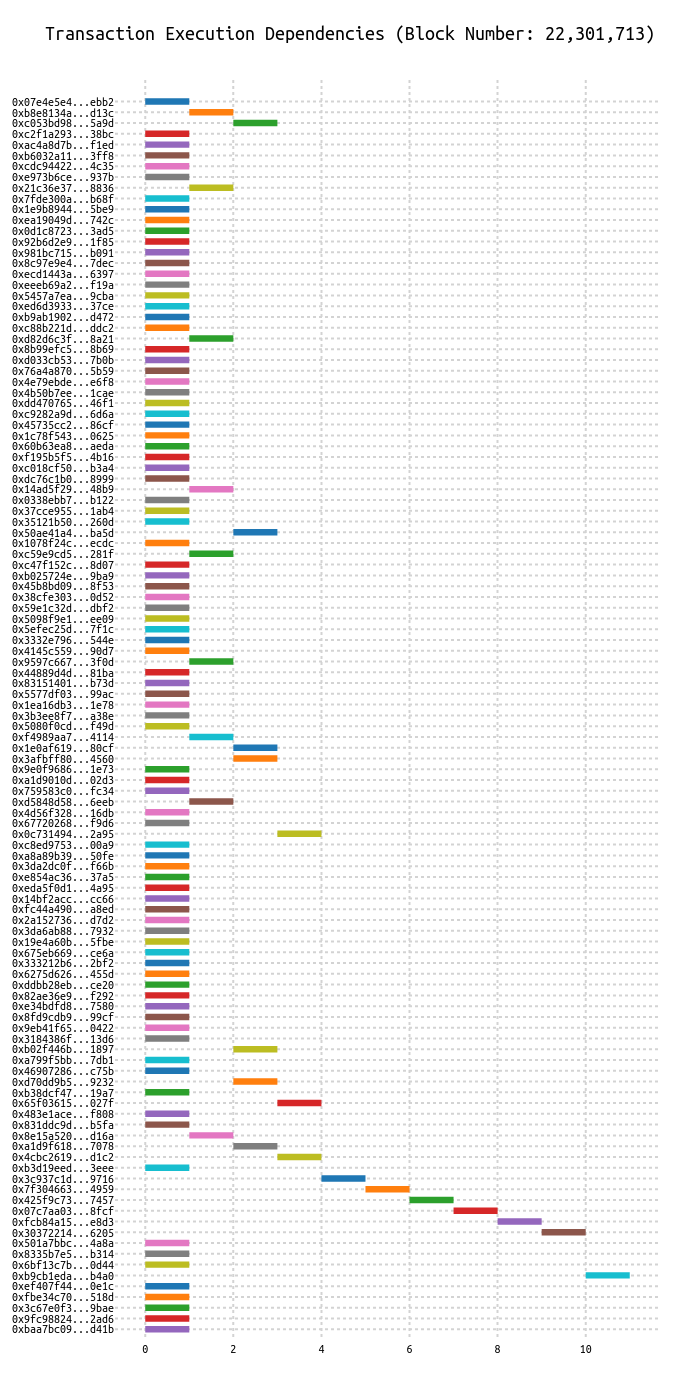 Transaction Execution Dependencies (Block Number: 22,301,713)
0x07e4e5e4...ebb2
0xb8e8134a...d13c
0xc053bd98...5a9d
0xc2f1a293...38bc
0xac4a8d7b...f1ed
0xb6032a11...3ff8
0xcdc94422...4c35
0xe973b6ce...937b
0x21c36e37...8836
0x7fde300a...b68f
0x1e9b8944...5be9
0xea19049d...742c
0x0d1c8723...3ad5
0x92b6d2e9...1f85
0x981bc715...b091
0x8c97e9e4...7dec
0xecd1443a...6397
0xeeeb69a2...f19a
0x5457a7ea...9cba
0xed6d3933...37ce
0xb9ab1902...d472
0xc88b221d...ddc2
0xd82d6c3f...8a21
0x8b99efc5...8b69
0xd033cb53...7b0b
0x76a4a870...5b59
0x4e79ebde...e6f8
0x4b50b7ee...1cae
0xdd470765...46f1
0xc9282a9d...6d6a
0x45735cc2...86cf
0x1c78f543...0625
0x60b63ea8...aeda
0xf195b5f5...4b16
0xc018cf50...b3a4
0xdc76c1b0...8999
0x14ad5f29...48b9
0x0338ebb7...b122
0x37cce955...1ab4
0x35121b50...260d
0x50ae41a4...ba5d
0x1078f24c...ecdc
0xc59e9cd5...281f
0xc47f152c...8d07
0xb025724e...9ba9
0x45b8bd09...8f53
0x38cfe303...0d52
0x59e1c32d...dbf2
0x5098f9e1...ee09
0x5efec25d...7f1c
0x3332e796...544e
0x4145c559...90d7
0x9597c667...3f0d
0x44889d4d...81ba
0x83151401...b73d
0x5577df03...99ac
0x1ea16db3...1e78
0x3b3ee8f7...a38e
0x5080f0cd...f49d
0xf4989aa7...4114
0x1e0af619...80cf
0x3afbff80...4560
0x9e0f9686...1e73
0xa1d9010d...02d3
0x759583c0...fc34
0xd5848d58...6eeb
0x4d56f328...16db
0x67720268...f9d6
0x0c731494...2a95
0xc8ed9753...00a9
0xa8a89b39...50fe
0x3da2dc0f...f66b
0xe854ac36...37a5
0xeda5f0d1...4a95
0x14bf2acc...cc66
0xfc44a490...a8ed
0x2a152736...d7d2
0x3da6ab88...7932
0x19e4a60b...5fbe
0x675eb669...ce6a
0x333212b6...2bf2
0x6275d626...455d
0xddbb28eb...ce20
0x82ae36e9...f292
0xe34bdfd8...7580
0x8fd9cdb9...99cf
0x9eb41f65...0422
0x3184386f...13d6
0xb02f446b...1897
0xa799f5bb...7db1
0x46907286...c75b
0xd70dd9b5...9232
0xb38dcf47...19a7
0x65f03615...027f
0x483e1ace...f808
0x831ddc9d...b5fa
0x8e15a520...d16a
0xa1d9f618...7078
0x4cbc2619...d1c2
0xb3d19eed...3eee
0x3c937c1d...9716
0x7f304663...4959
0x425f9c73...7457
0x07c7aa03...8fcf
0xfcb84a15...e8d3
0x30372214...6205
0x501a7bbc...4a8a
0x8335b7e5...b314
0x6bf13c7b...0d44
0xb9cb1eda...b4a0
0xef407f44...0e1c
0xfbe34c70...518d
0x3c67e0f3...9bae
0x9fc98824...2ad6
0xbaa7bc09...d41b
0 2 4 6 8 10